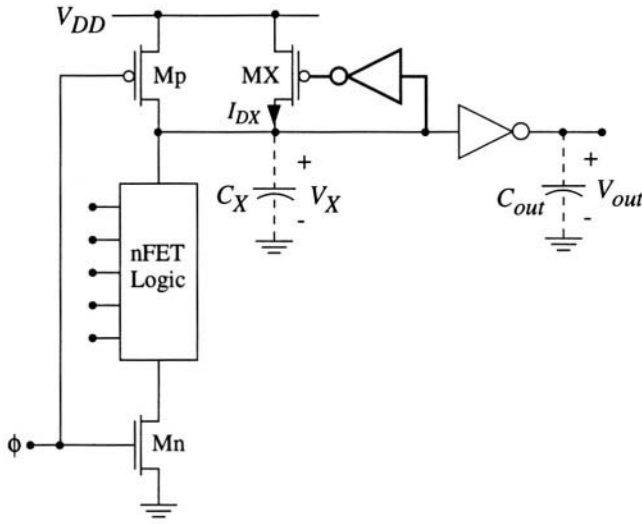 V_DD
Mp
MX
I_DX
C_X
+
V_X
-
C_out
+
V_out
-
nFET
Logic
ϕ
Mn